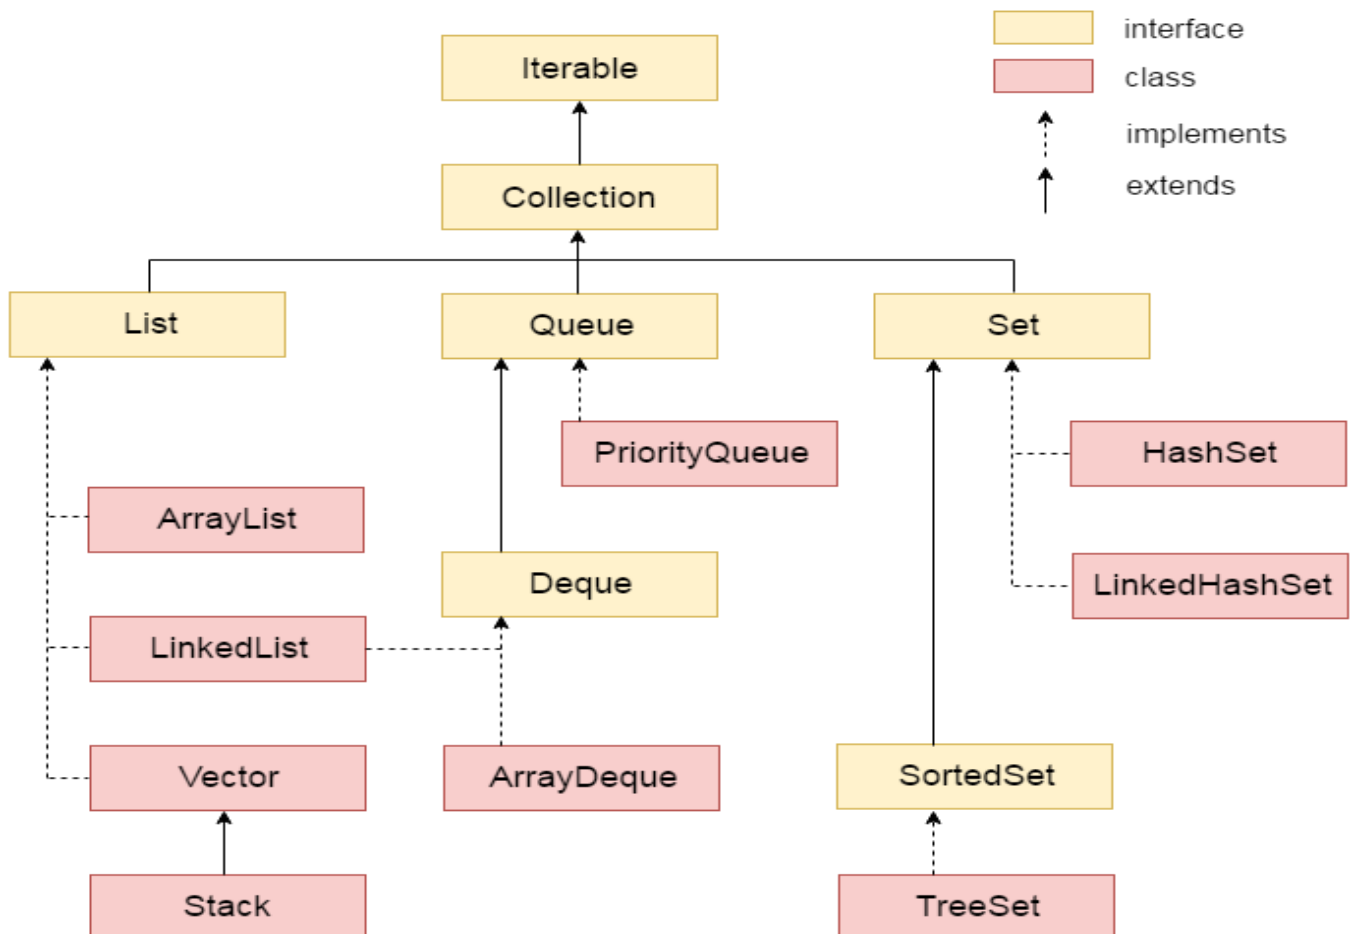 Iterable
interface
class
implements
extends
Collection
List
Queue
Set
PriorityQueue
HashSet
ArrayList
Deque
LinkedHashSet
LinkedList
Vector
ArrayDeque
SortedSet
Stack
TreeSet